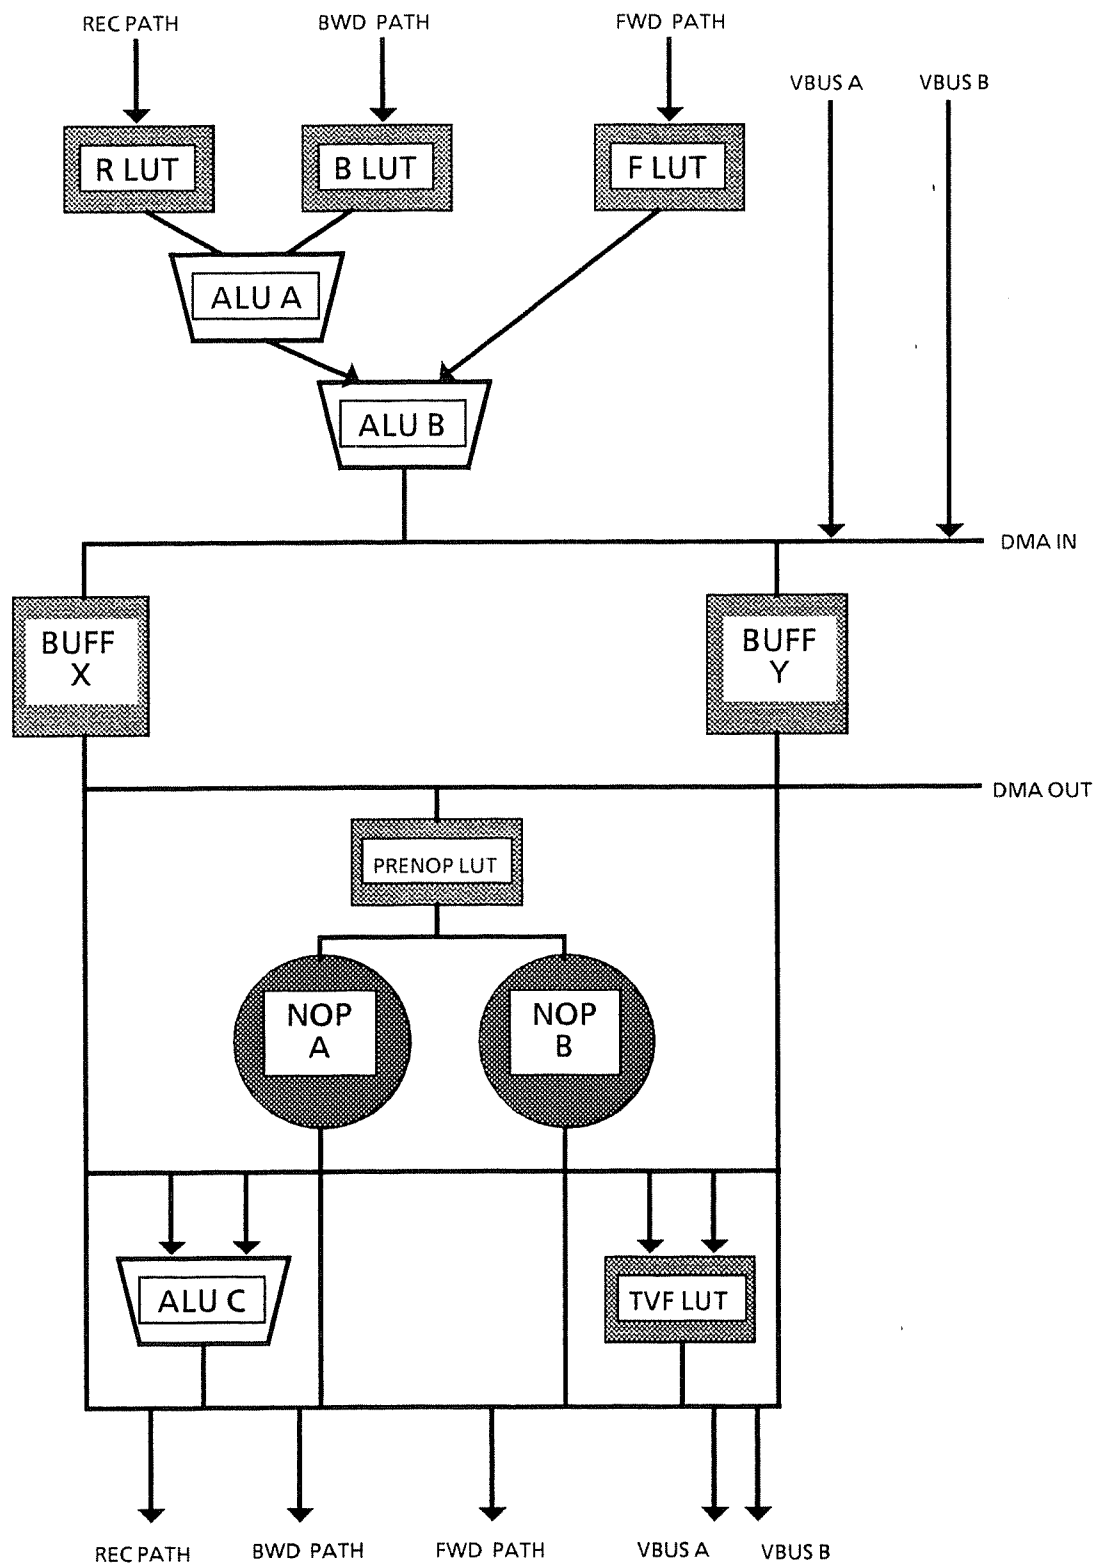 REC PATH
BWD PATH
FWD PATH
VBUS A
VBUS B
R LUT
B LUT
F LUT
ALU A
ALU B
DMA IN
BUFF
X
BUFF
Y
DMA OUT
PRENOP LUT
NOP
A
NOP
B
ALU C
TVF LUT
REC PATH
BWD PATH
FWD PATH
VBUS A
VBUS B